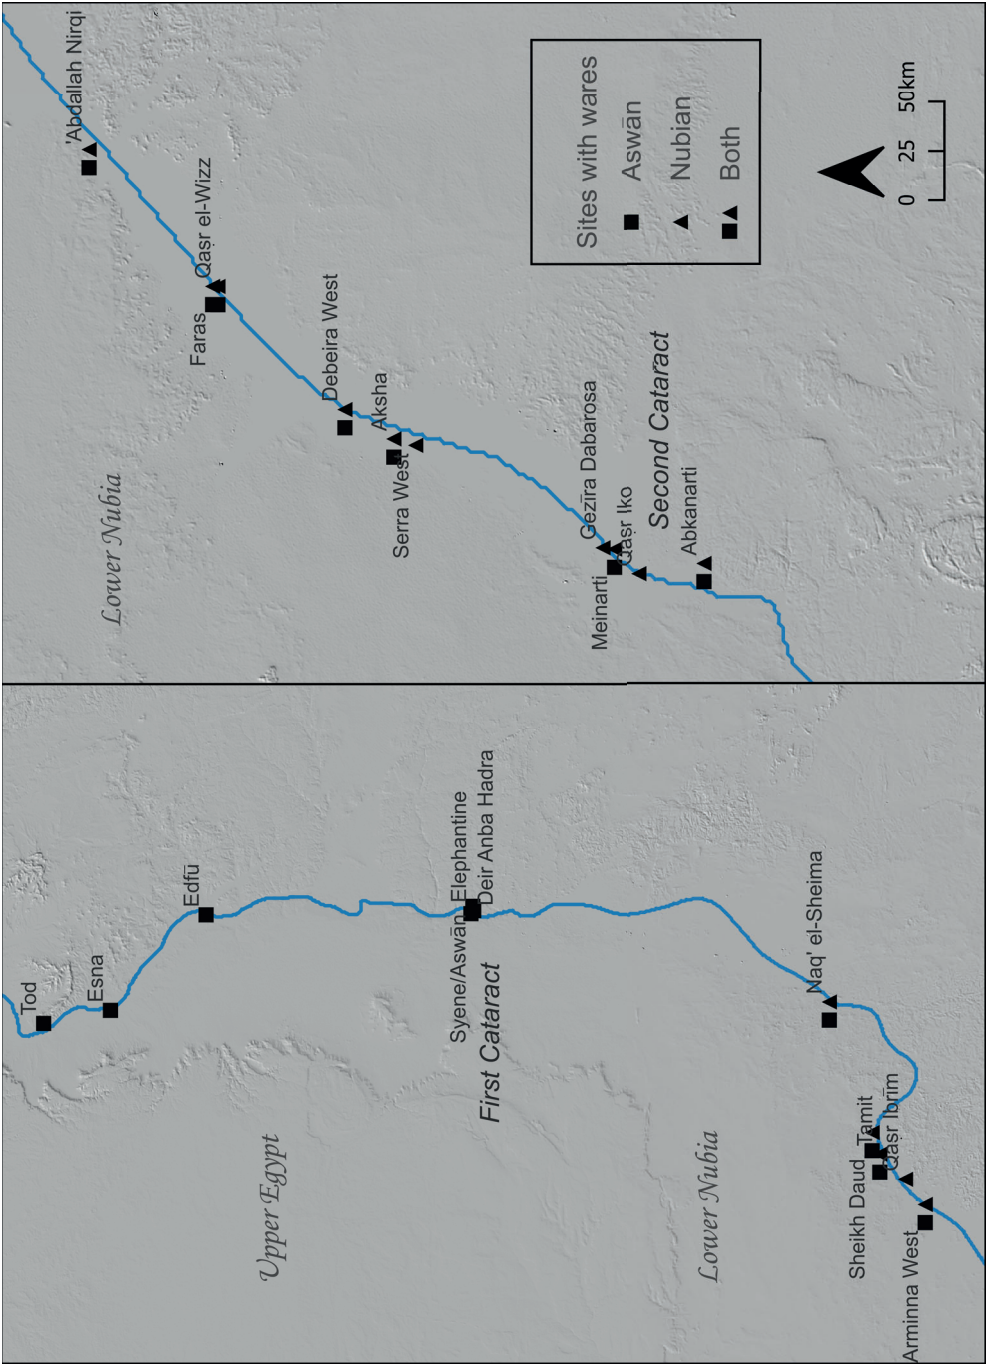 Tod
Esna
Edfū
Upper Egypt
Syene/Aswān
Elephantine
Deir Anba Hadra
First Cataract
Lower Nubia
Naq' el-Sheima
Sheikh Daud
Tamit
Qaṣr Ibrīm
Arminna West
'Abdallah Nirqi
Lower Nubia
Faras
Qaṣr el-Wizz
Debeira West
Aksha
Serra West
Gezīra Dabarosa
Meinarti
Qaṣr Iko
Second Cataract
Abkanarti
Sites with wares
Aswān
Nubian
Both
0 25 50km